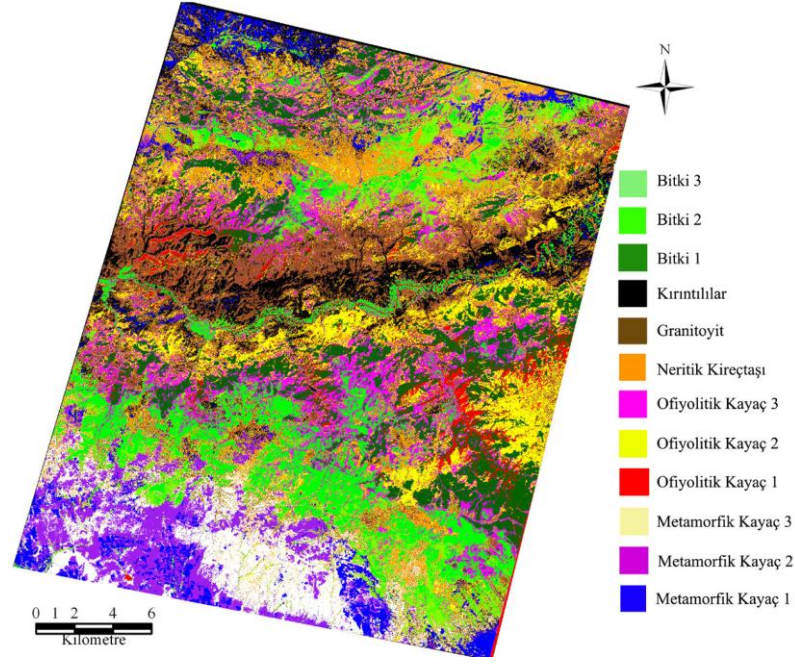 N
Bitki 3
Bitki 2
Bitki 1
Kırıntılılar
Granitoyit
Neritik Kireçtaşı
Ofiyolitik Kayaç 3
Ofiyolitik Kayaç 2
Ofiyolitik Kayaç 1
Metamorfik Kayaç 3
Metamorfik Kayaç 2
Metamorfik Kayaç 1
0 1 2 4 6
Kilometre